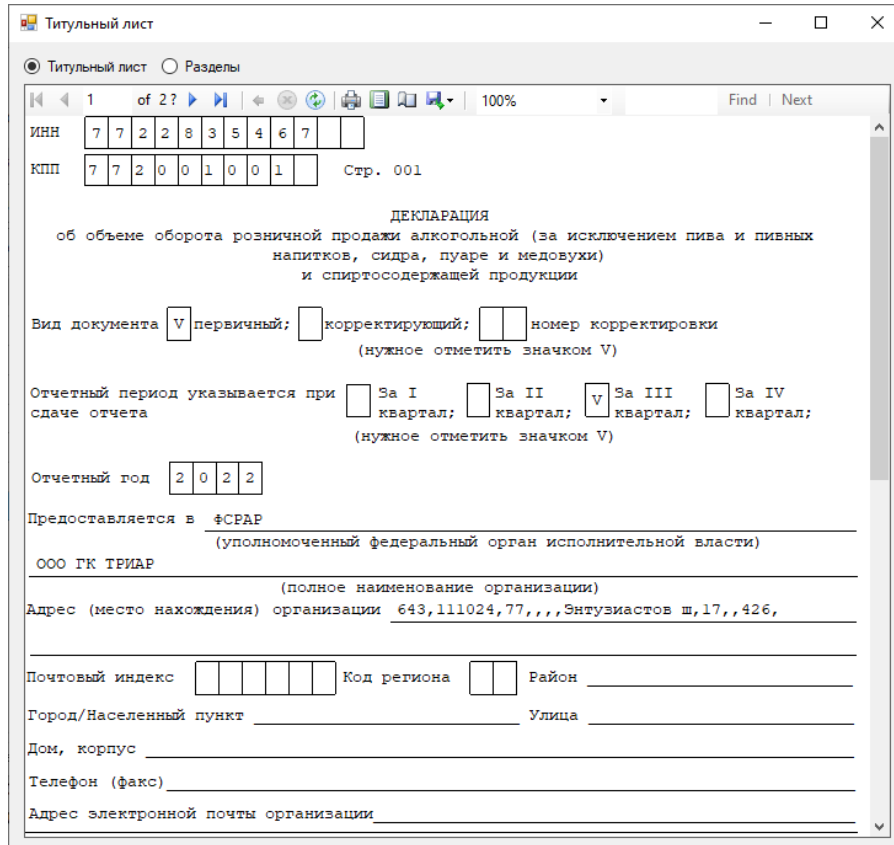 Титульный лист
Титульный лист Разделы
1 of 2? 100% Find | Next
ИНН 7 7 2 2 8 3 5 4 6 7
КПП 7 7 2 0 0 1 0 0 1 Стр. 001
ДЕКЛАРАЦИЯ
об объеме оборота розничной продажи алкогольной (за исключением пива и пивных
напитков, сидра, пуаре и медовухи)
и спиртосодержащей продукции
Вид документа V первичный; корректирующий; номер корректировки
(нужное отметить значком V)
Отчетный период указывается при За I За II V За III За IV
сдаче отчета квартал; квартал; квартал; квартал;
(нужное отметить значком V)
Отчетный год 2 0 2 2
Предоставляется в ФСРАР
(уполномоченный федеральный орган исполнительной власти)
ООО ГК ТРИАР
(полное наименование организации)
Адрес (место нахождения) организации 643,111024,77,,,,Энтузиастов ш,17,,426,
Почтовый индекс Код региона Район
Город/Населенный пункт Улица
Дом, корпус
Телефон (факс)
Адрес электронной почты организации